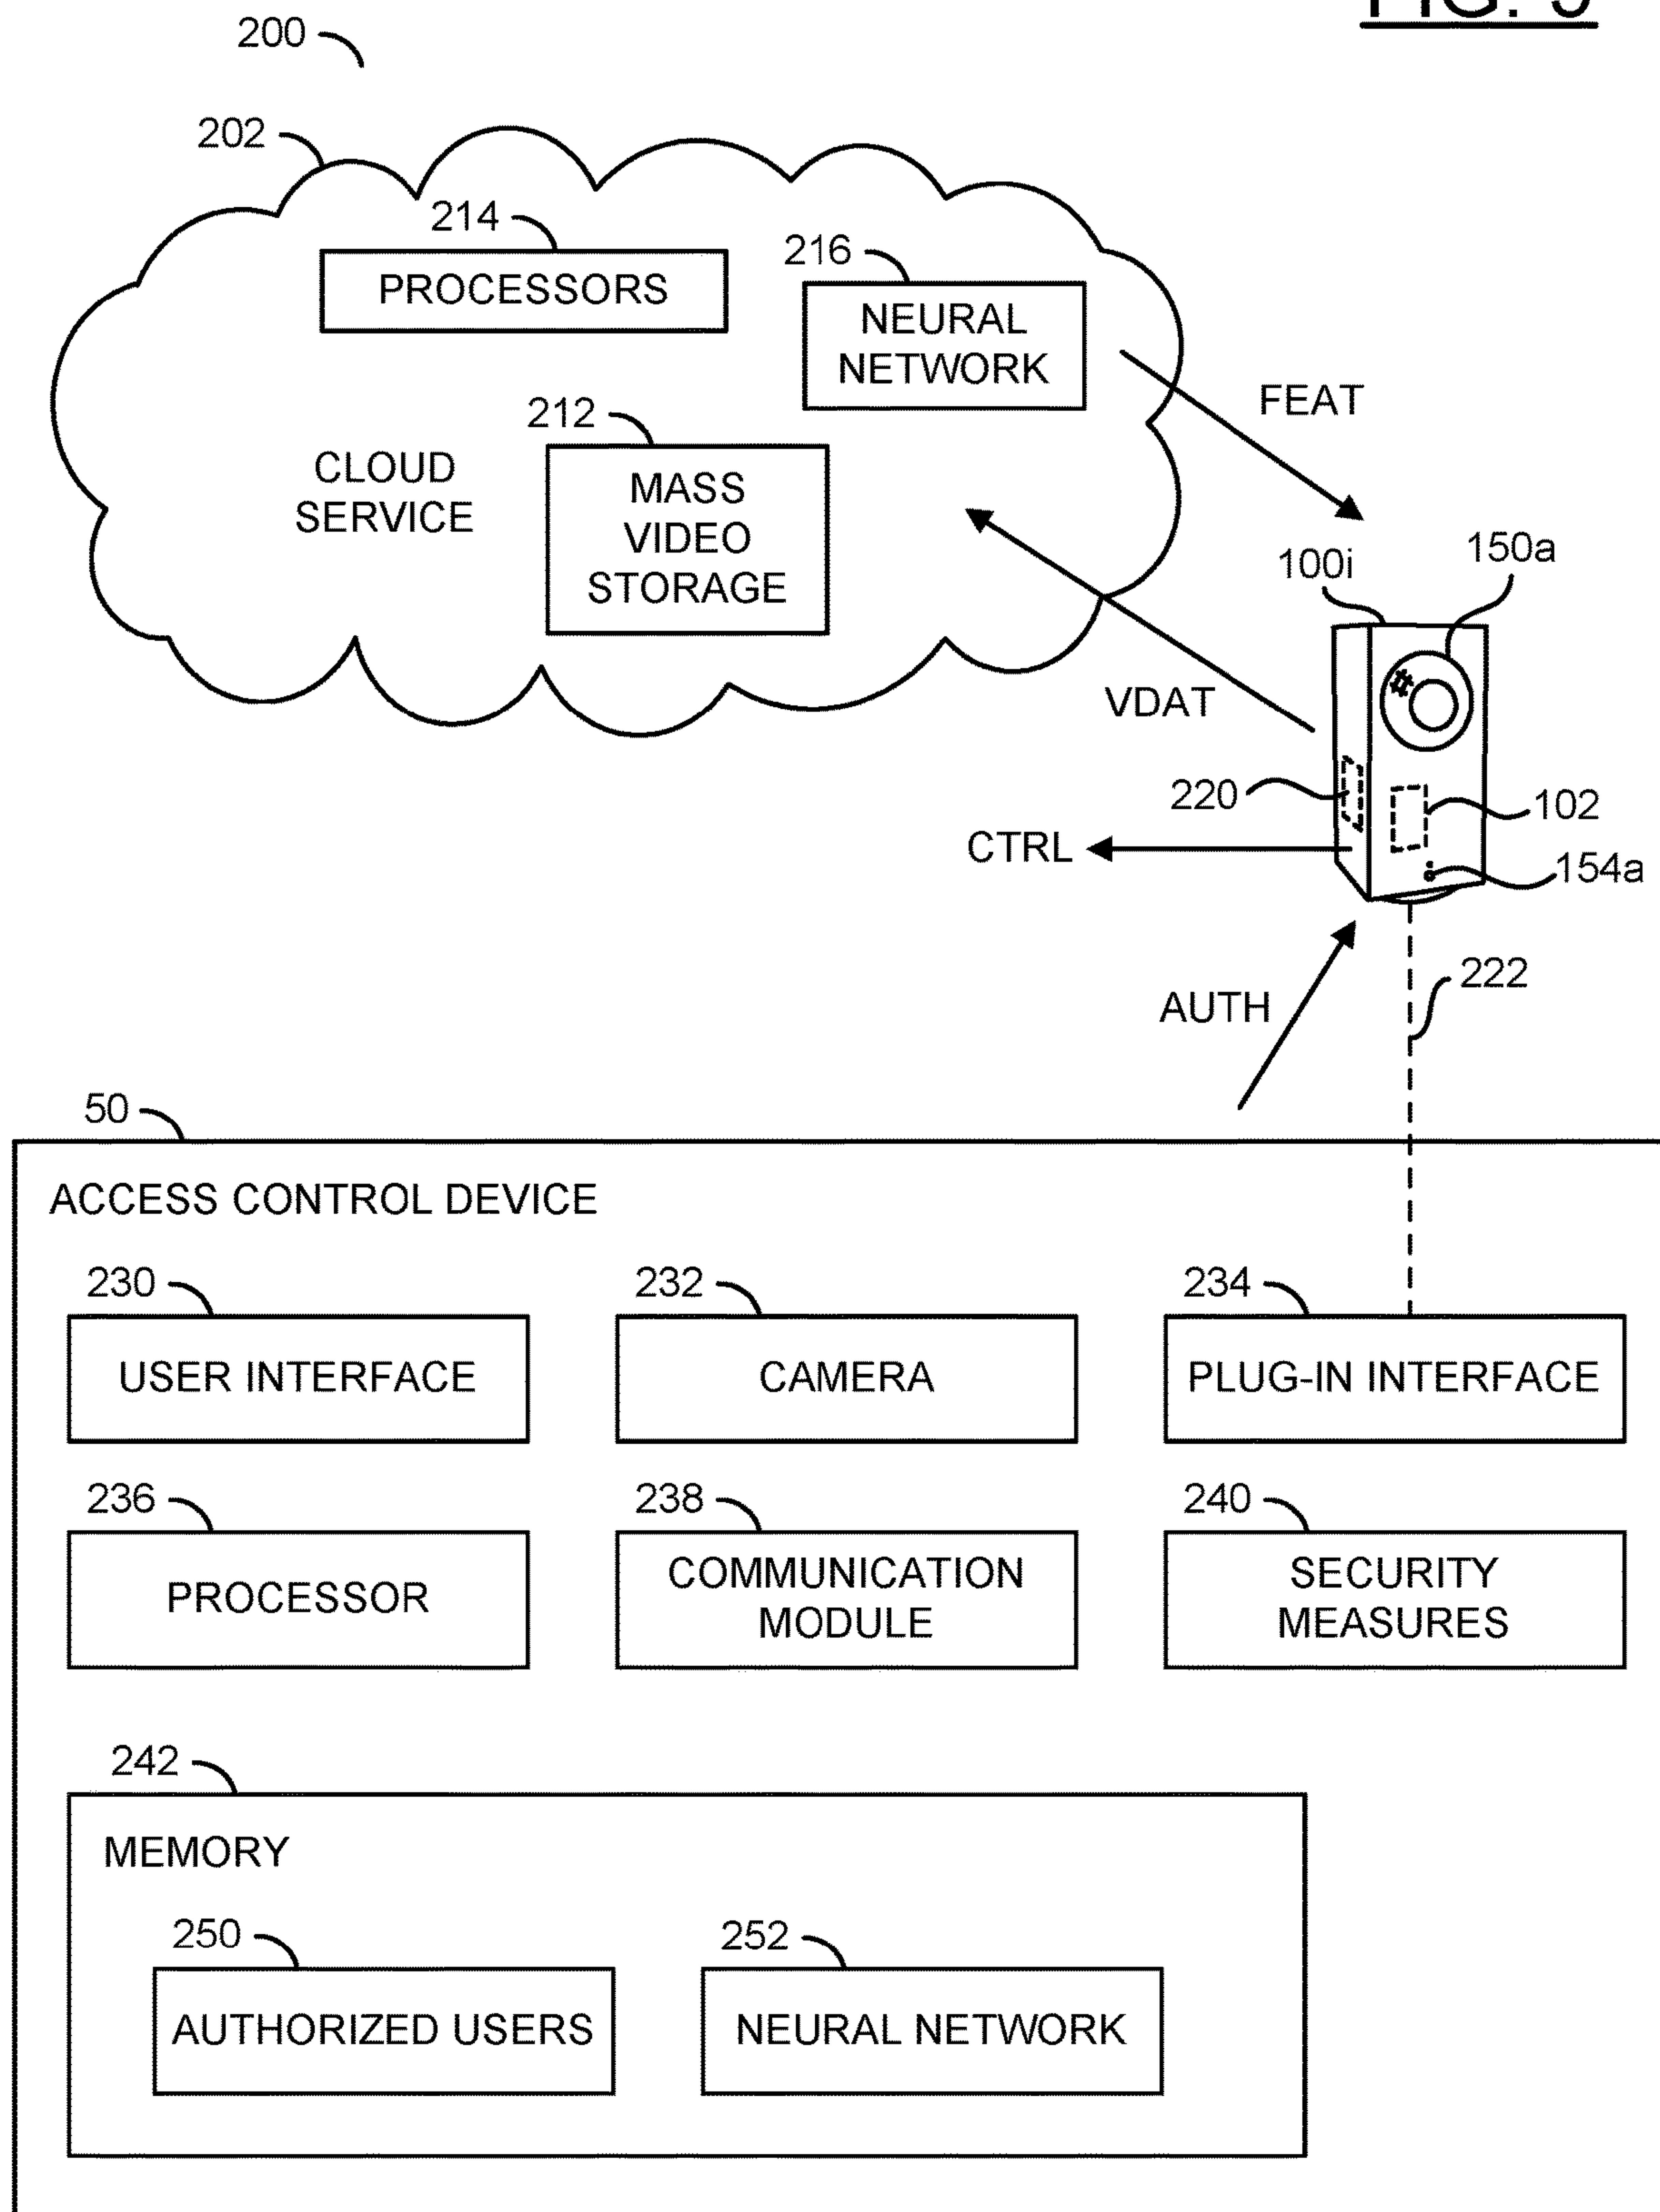 200
202
214
PROCESSORS
216
NEURAL
NETWORK
FEAT
212
CLOUD
SERVICE
MASS
VIDEO
STORAGE
100i
150a
VDAT
220
102
CTRL
154a
222
AUTH
50
ACCESS CONTROL DEVICE
230
232
234
USER INTERFACE
CAMERA
PLUG-IN INTERFACE
236
238
240
PROCESSOR
COMMUNICATION
MODULE
SECURITY
MEASURES
242
MEMORY
250
252
AUTHORIZED USERS
NEURAL NETWORK